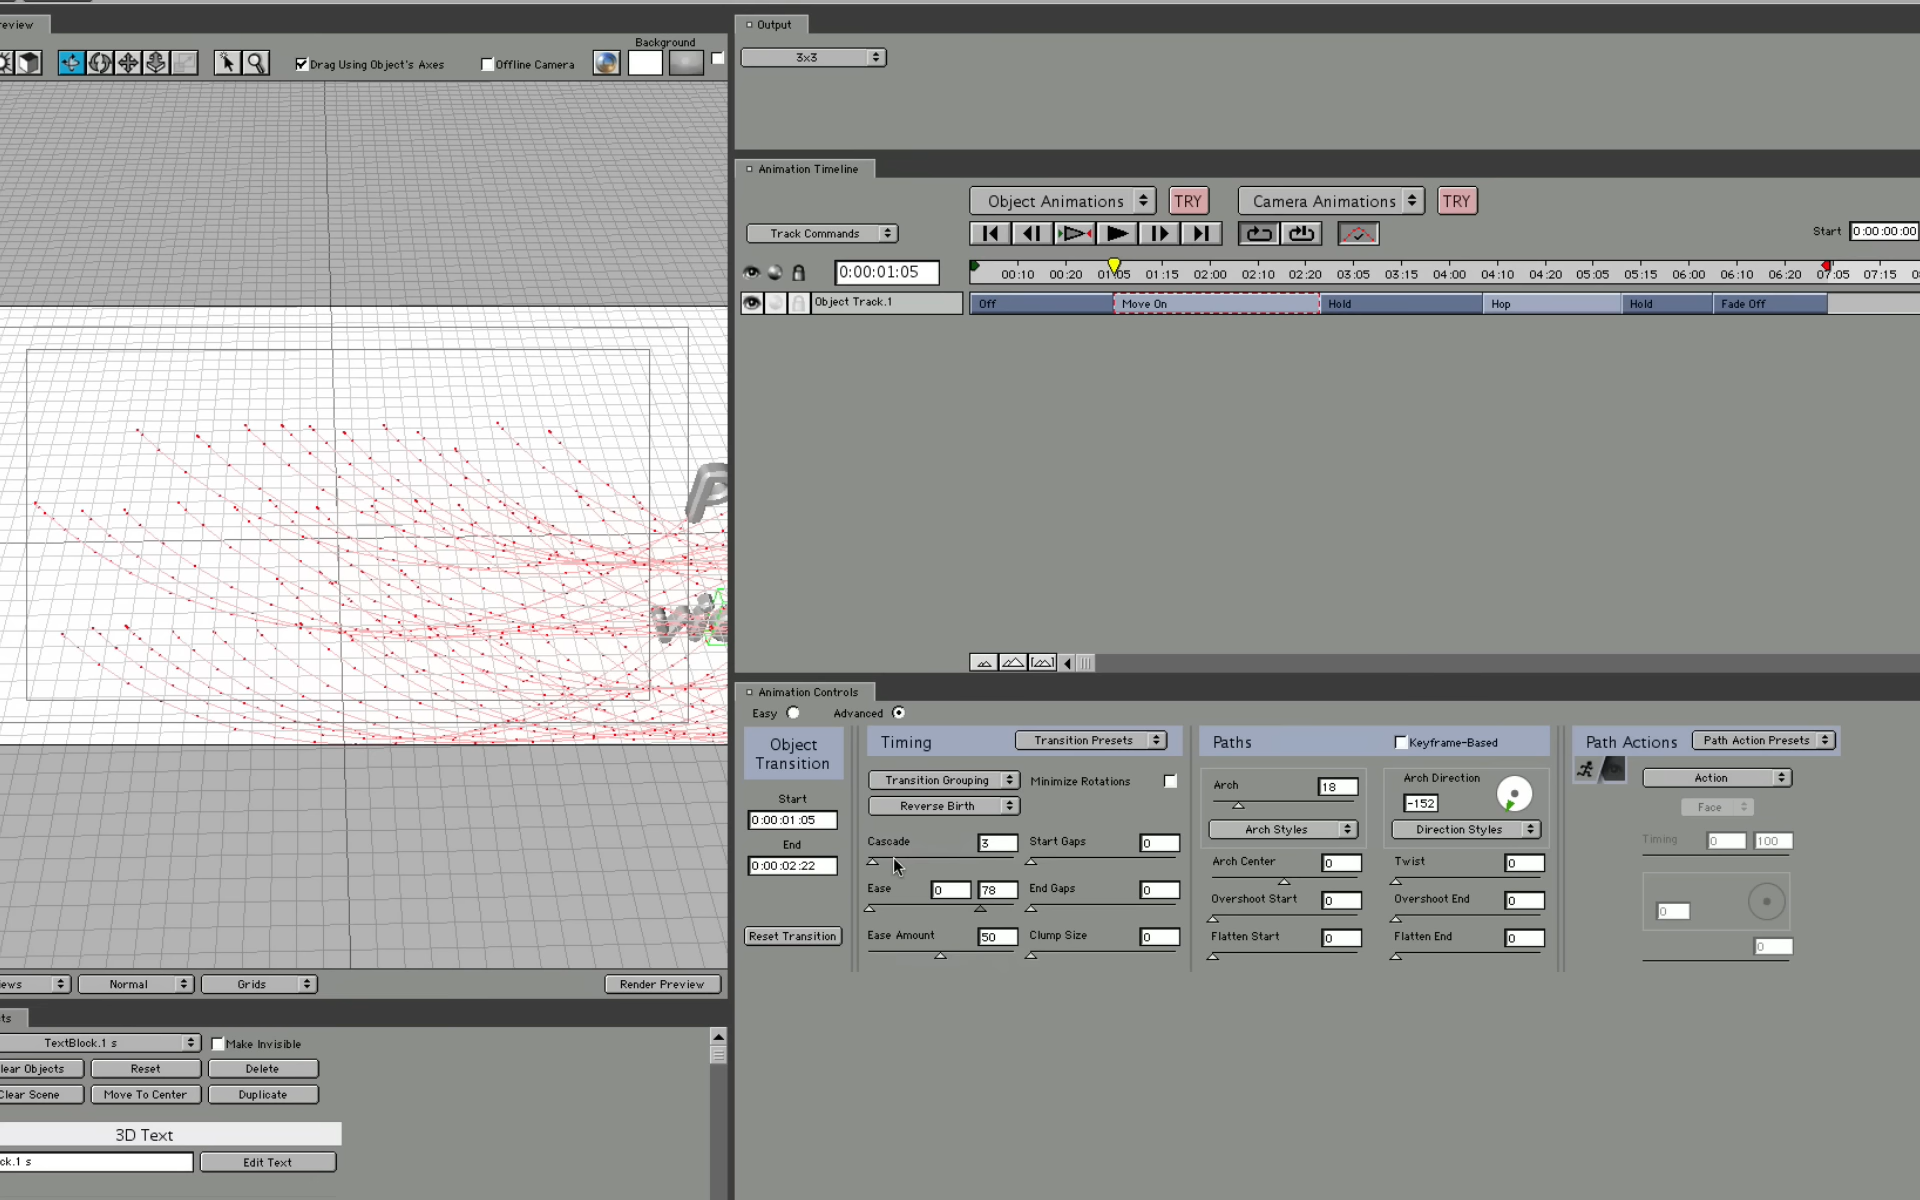 review
Output
Background
Drag Using Object's Axes
Offline Camera
3x3
Animation Timeline
Object Animations
TRY
Camera Animations
TRY
Track Commands
Start
0:00:00:00
0:00:01:05
00:10 00:20 01:05 01:15 02:00 02:10 02:20 03:05 03:15 04:00 04:10 04:20 05:05 05:15 06:00 06:10 06:20 07:05 07:15
Object Track.1
Off
Move On
Hold
Hop
Hold
Fade Off
P
Animation Controls
Easy
Advanced
Object Transition
Timing
Transition Presets
Paths
Keyframe-Based
Path Actions
Path Action Presets
Transition Grouping
Minimize Rotations
Arch
18
Arch Direction
-152
Action
Start
0:00:01:05
Reverse Birth
Face
Arch Styles
Direction Styles
End
0:00:02:22
Cascade
3
Start Gaps
0
Arch Center
0
Twist
0
Timing
0
100
Ease
0
78
End Gaps
0
Overshoot Start
0
Overshoot End
0
0
Reset Transition
Ease Amount
50
Clump Size
0
Flatten Start
0
Flatten End
0
0
ews
Normal
Grids
Render Preview
ts
TextBlock.1 s
Make Invisible
lear Objects
Reset
Delete
Clear Scene
Move To Center
Duplicate
3D Text
ck.1 s
Edit Text